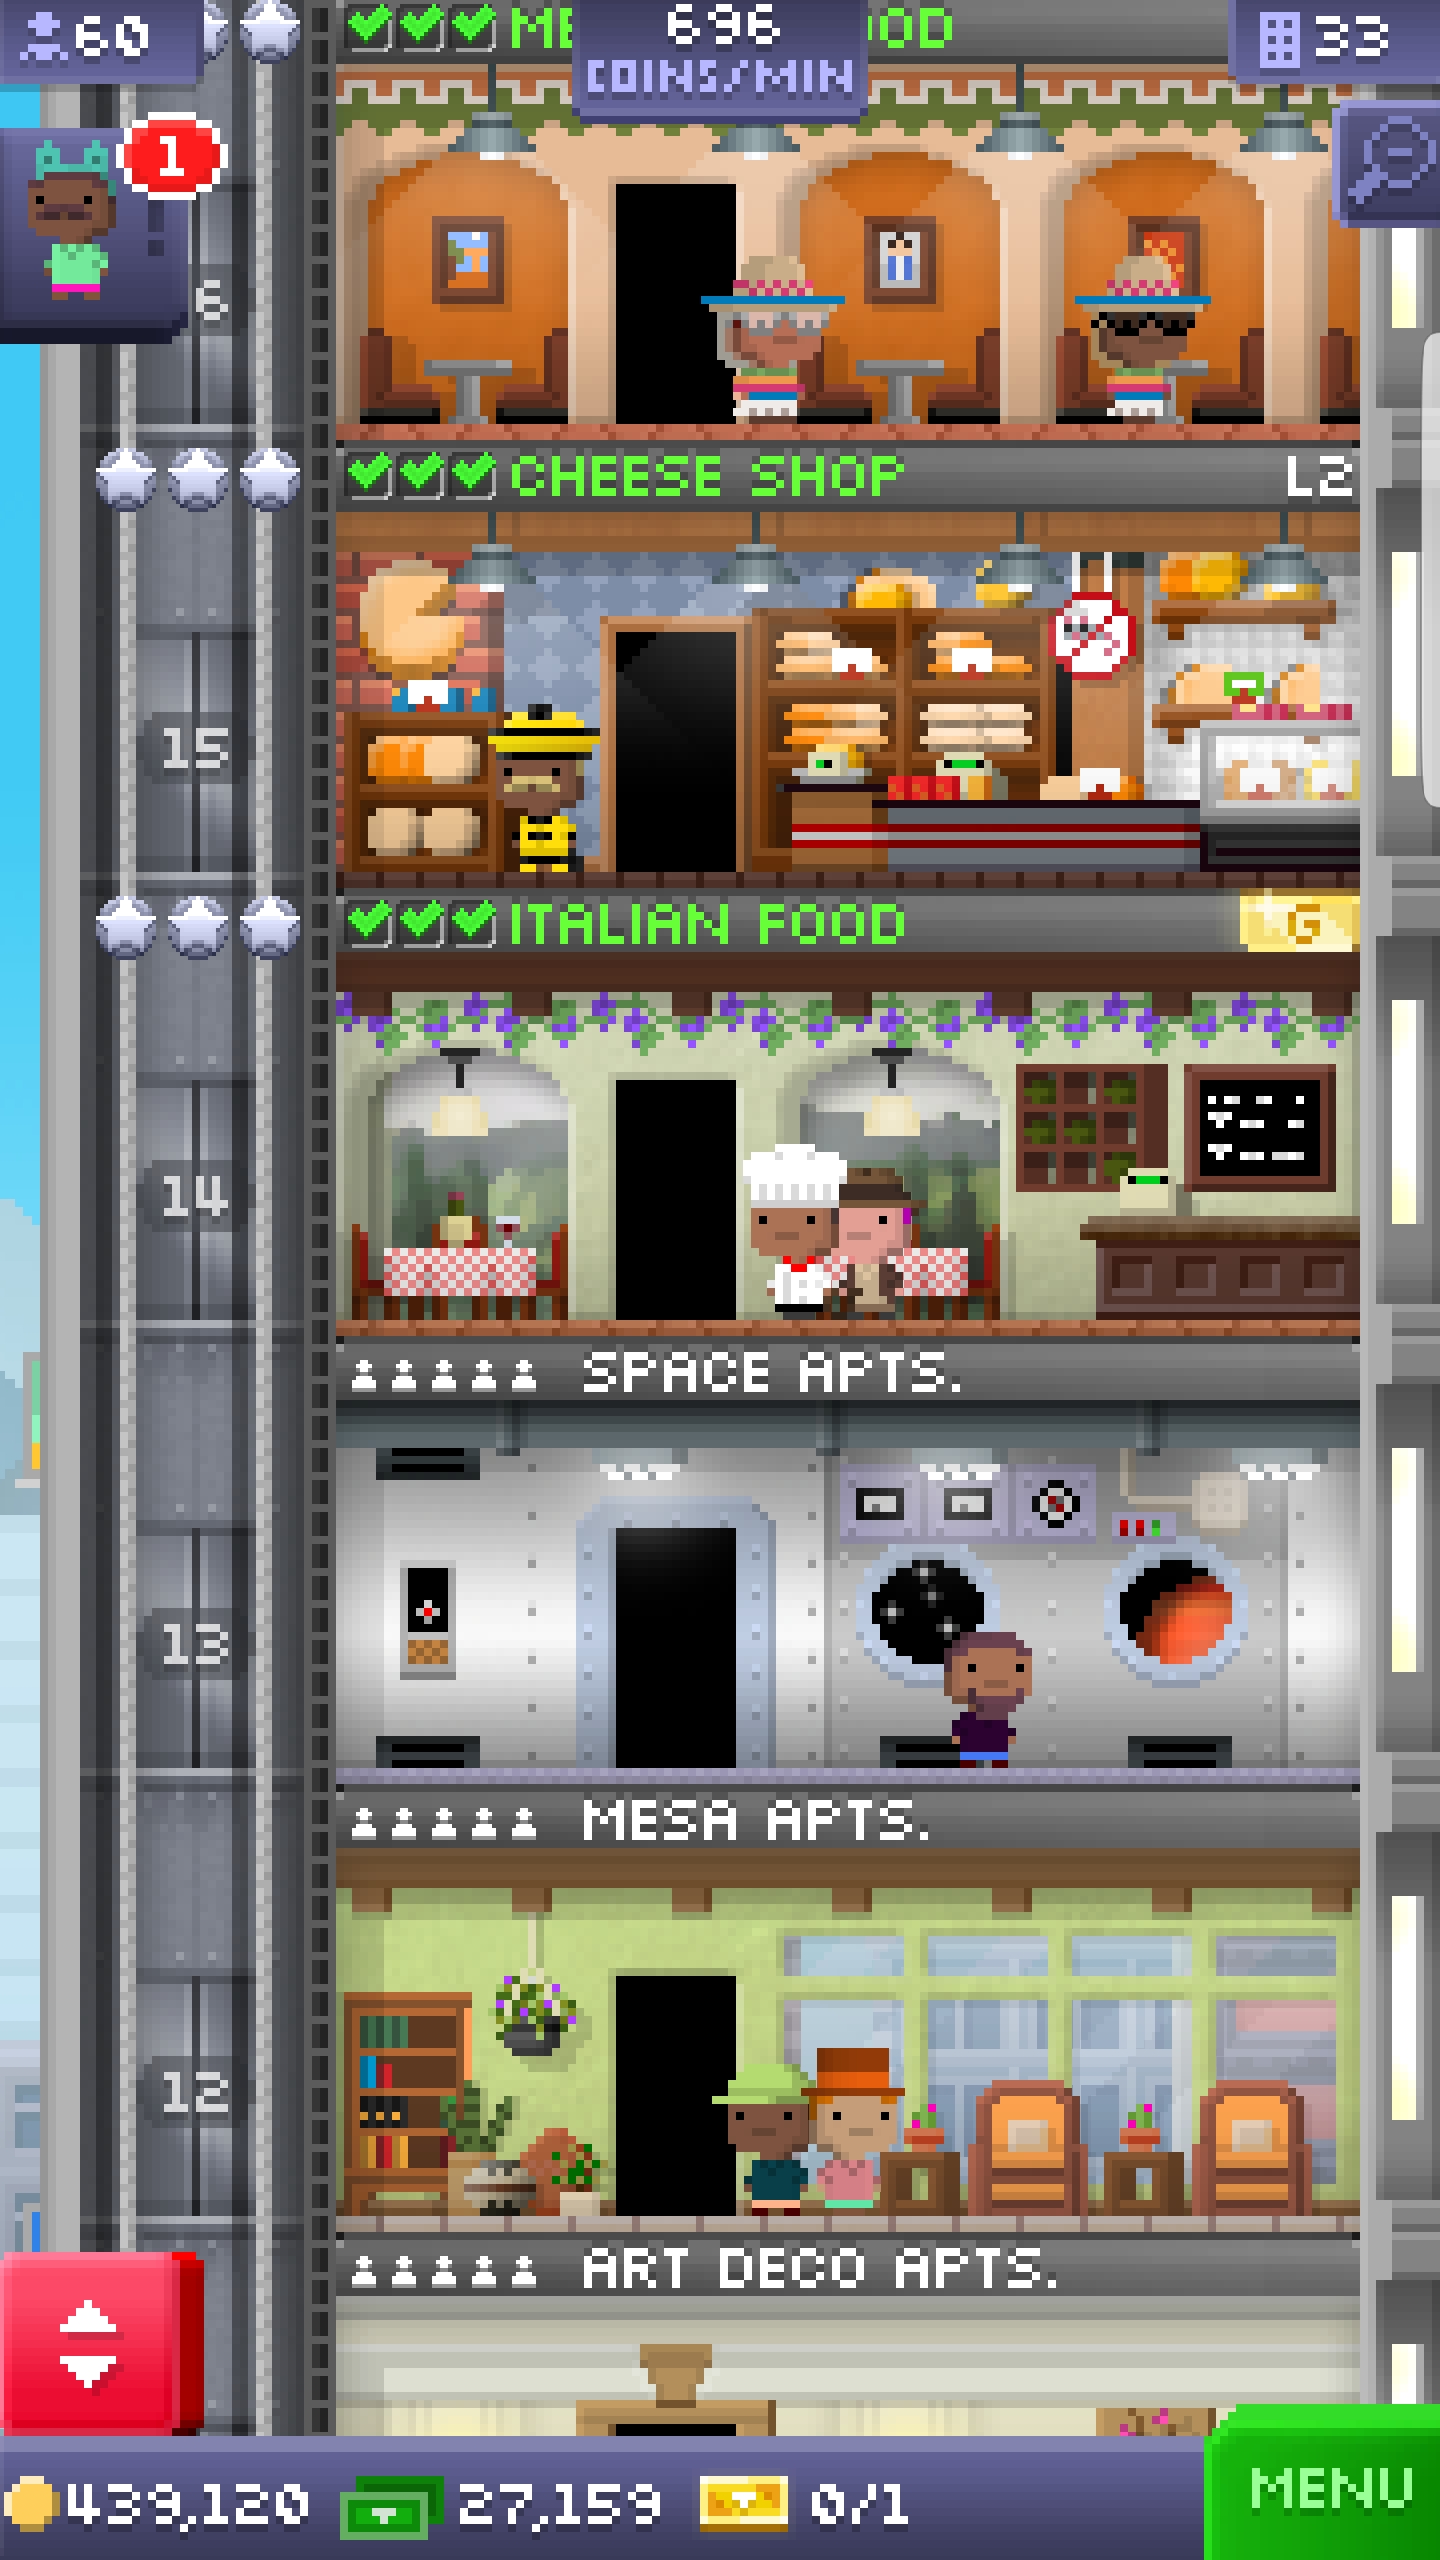 60
696
COINS/MIN
33
1
6
CHEESE SHOP
L2
15
ITALIAN FOOD
G
14
SPACE APTS.
13
MESA APTS.
12
ART DECO APTS.
439,120
27,159
0/1
MENU